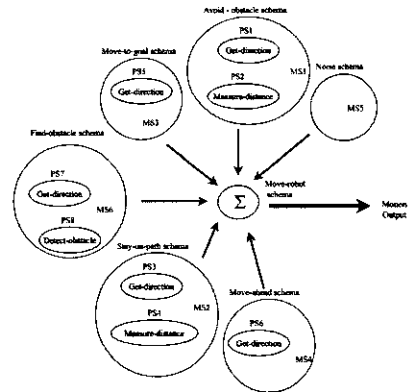 Avoid - obstacle schema
PS1
Get-direction
PS2
MS1
Measure-distance
Move-to-goal schema
PS5
Get-direction
MS3
Noise schema
MS5
Find-obstacle schema
PS7
Get-direction
MS6
PS8
Detect-obstacle
Σ
Move-robot
schema
Motion
Output
Stay-on-path schema
PS3
Get-direction
PS4
MS2
Measure-distance
Move-ahead schema
PS6
Get-direction
MS4